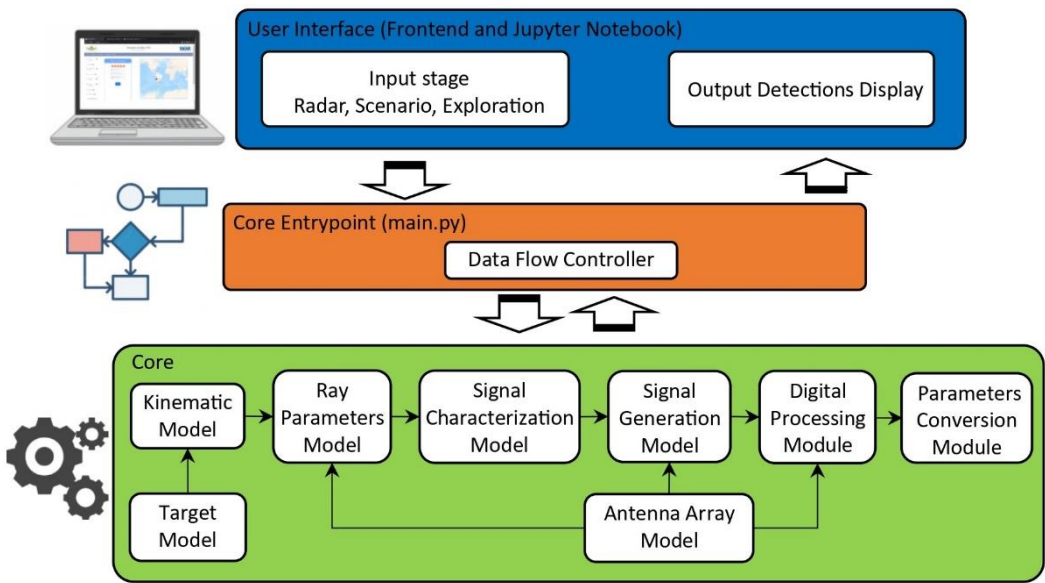 User Interface (Frontend and Jupyter Notebook)
Input stage
Radar, Scenario, Exploration
Output Detections Display
Core Entrypoint (main.py)
Data Flow Controller
Core
Kinematic
Model
Ray
Parameters
Model
Signal
Characterization
Model
Signal
Generation
Model
Digital
Processing
Module
Parameters
Conversion
Module
Target
Model
Antenna Array
Model